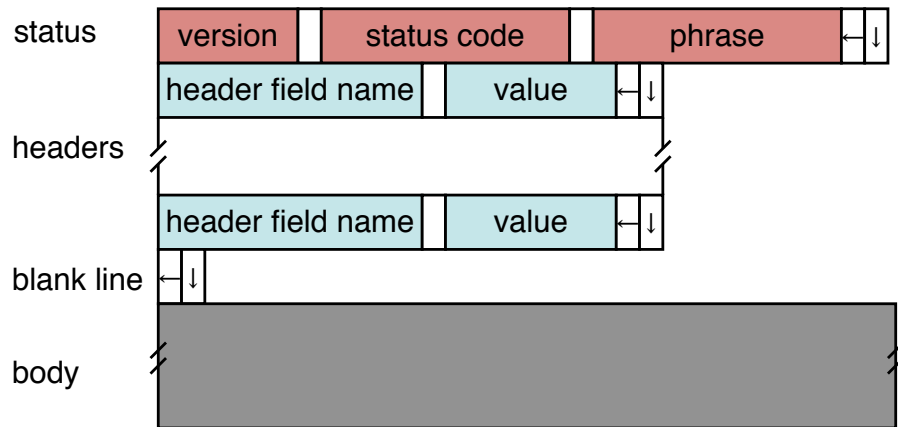 status version status code phrase ← ↓
header field name value ← ↓
headers
header field name value ← ↓
blank line ← ↓
body